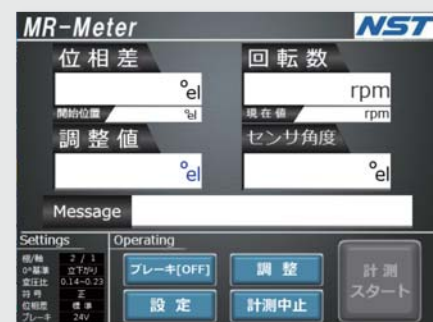 MR-Meter NST
位相差 回転数
°el rpm
開始位置 °el 現在値 rpm
調整値 センサ角度
°el °el
Message
Settings Operating
極/軸 2 / 1
0°基準 立下がり
変圧比 0.14~0.23
符号 正
位相差 標準
ブレーキ 24V
ブレーキ[OFF] 調整 計測
スタート
設定 計測中止